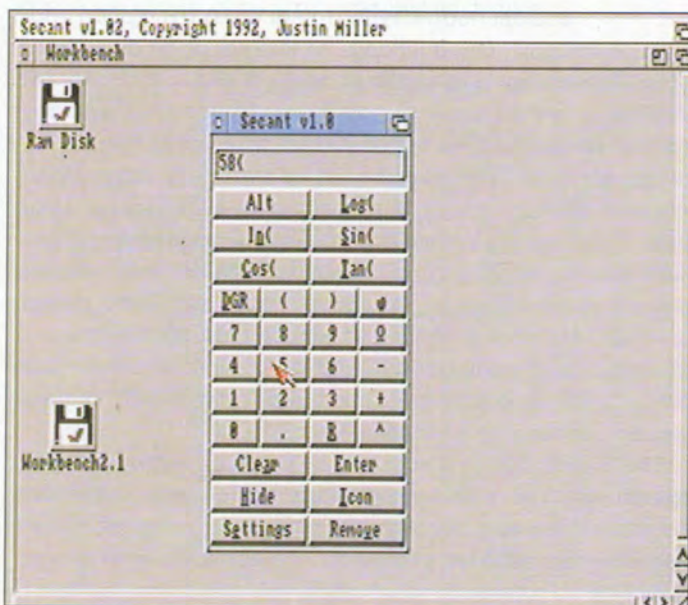 Secant v1.02, Copyright 1992, Justin Miller
Workbench
Ram Disk
Secant v1.0
58(
Alt Log(
ln( Sin(
Cos( Tan(
DGR ( )
7 8 9
4 5 6 -
1 2 3 +
0 . R ^
Clear Enter
Hide Icon
Settings Remove
Workbench2.1